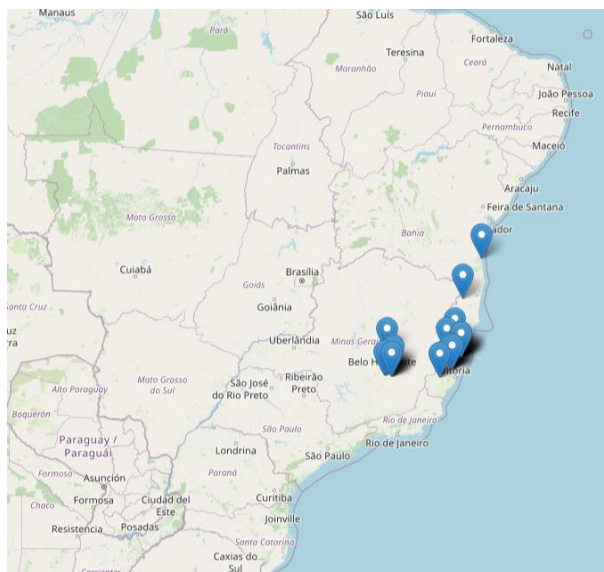 Manaus
São Luís
Fortaleza
Pará
Teresina
Ceará
Maranhão
Natal
Piauí
João Pessoa
Recife
Pernambuco
Tocantins
Maceió
Palmas
Aracaju
Mato Grosso
Feira de Santana
Bahia
ador
Cuiabá
Goiás
Brasília
Santa Cruz
Goiânia
Minas Gera
Uberlândia
Belo H nte
Mato Grosso
do Sul
São José
do Rio Preto
Ribeirão
Preto
itória
Alto Paraguay
Boquerón
Rio de Janeiro
Paraguay /
Paraguái
São Paulo
Rio de Janeiro
Londrina
São Paulo
Asunción
Paraná
Formosa
Formosa
Ciudad del
Este
Curitiba
Chaco
Posadas
Joinville
Resistencia
Santa Catarina
Caxias do
Sul